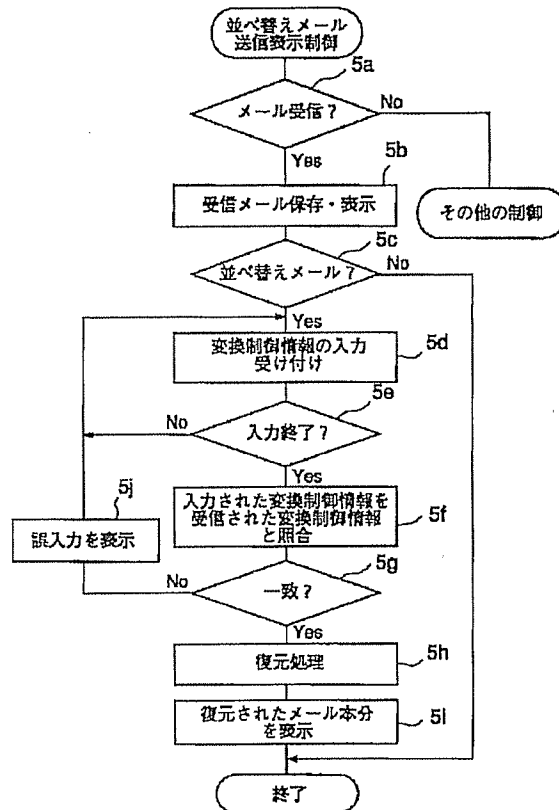 並べ替えメール
送信表示制御
5a
メール受信?
No
Yes
5b
受信メール保存・表示
その他の制御
5c
並べ替えメール?
No
Yes
変換制御情報の入力
受け付け
5d
5e
入力終了?
No
Yes
5j
誤入力を表示
入力された変換制御情報を
受信された変換制御情報
と照合
5f
5g
一致?
No
Yes
復元処理
5h
復元されたメール本分
を表示
5i
終了